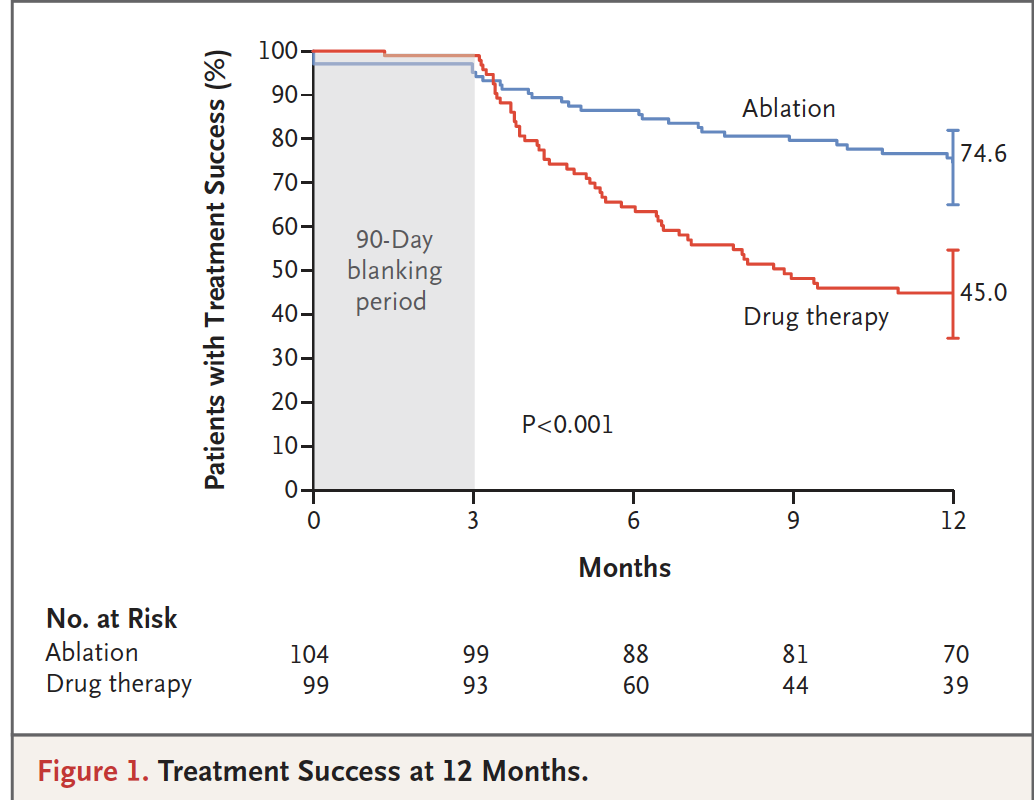 Patients with Treatment Success (%)
100
90
80
70
60
50
40
30
20
10
0
Ablation
74.6
90-Day
blanking
period
45.0
Drug therapy
P<0.001
0 3 6 9 12
Months
No. at Risk
Ablation 104 99 88 81 70
Drug therapy 99 93 60 44 39
Figure 1. Treatment Success at 12 Months.